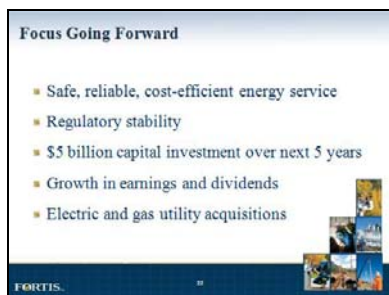 Focus Going Forward
Safe, reliable, cost-efficient energy service
Regulatory stability
$5 billion capital investment over next 5 years
Growth in earnings and dividends
Electric and gas utility acquisitions
FORTIS.